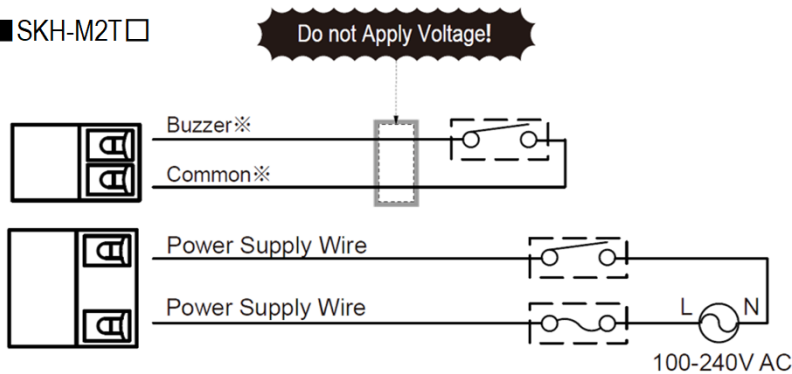 ■SKH-M2T□
Do not Apply Voltage!
Buzzer※
Common※
Power Supply Wire
Power Supply Wire
L N
100-240V AC